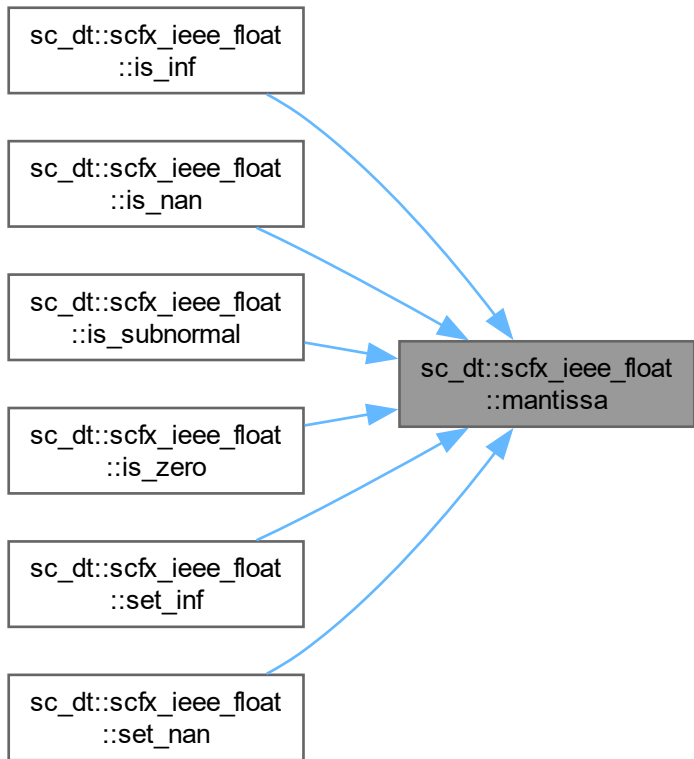 sc_dt::scfx_ieee_float
::is_inf
sc_dt::scfx_ieee_float
::is_nan
sc_dt::scfx_ieee_float
::is_subnormal
sc_dt::scfx_ieee_float
::mantissa
sc_dt::scfx_ieee_float
::is_zero
sc_dt::scfx_ieee_float
::set_inf
sc_dt::scfx_ieee_float
::set_nan